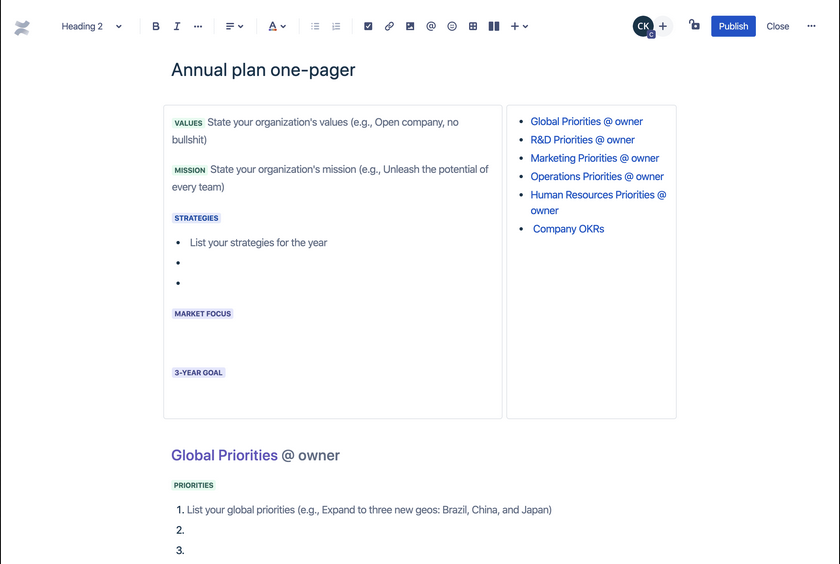 Heading 2
B
I
A
@
CK
C
Publish
Close
Annual plan one-pager
VALUES State your organization's values (e.g., Open company, no
bullshit)
MISSION State your organization's mission (e.g., Unleash the potential of
every team)
STRATEGIES
• List your strategies for the year
•
•
MARKET FOCUS
3-YEAR GOAL
• Global Priorities @ owner
• R&D Priorities @ owner
• Marketing Priorities @ owner
• Operations Priorities @ owner
• Human Resources Priorities @
owner
• Company OKRs
Global Priorities @ owner
PRIORITIES
1. List your global priorities (e.g., Expand to three new geos: Brazil, China, and Japan)
2.
3.